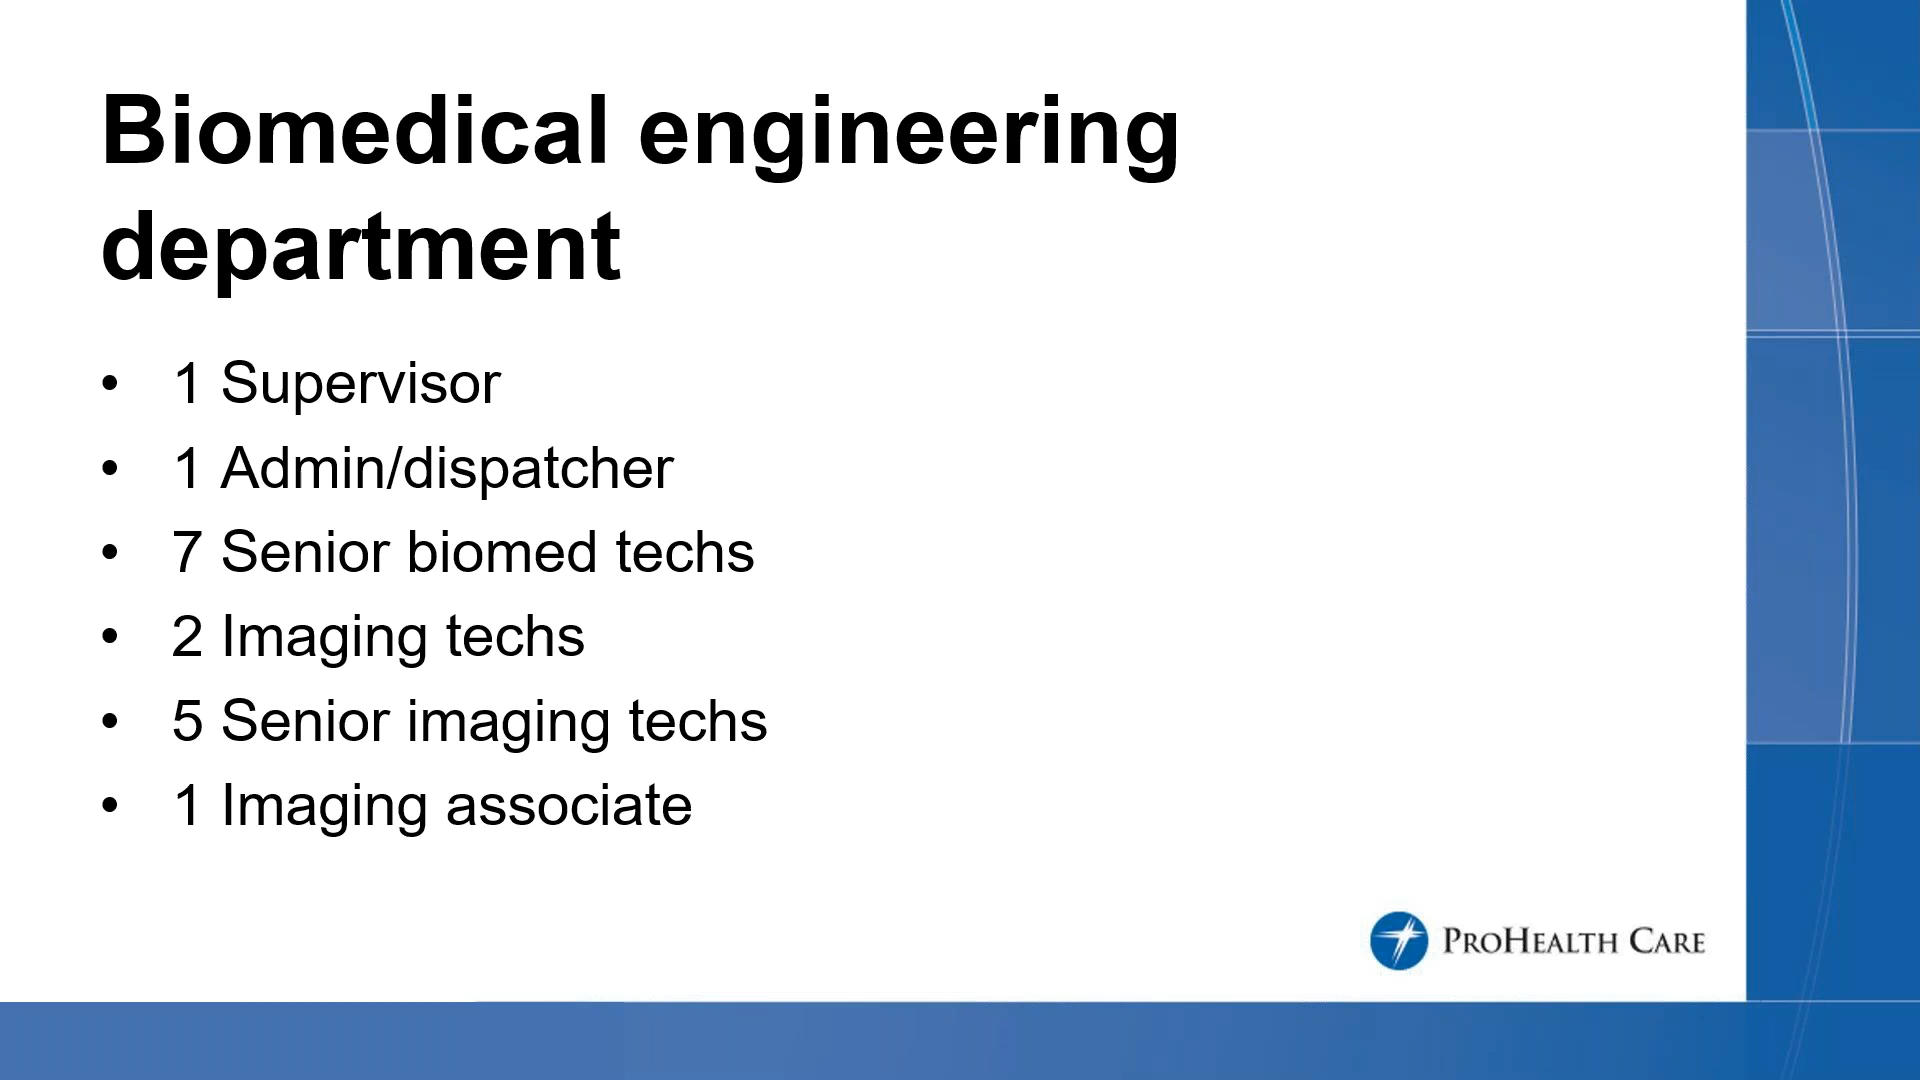 Biomedical engineering
department
• 1 Supervisor
• 1 Admin/dispatcher
• 7 Senior biomed techs
• 2 Imaging techs
• 5 Senior imaging techs
• 1 Imaging associate
ProHealth Care